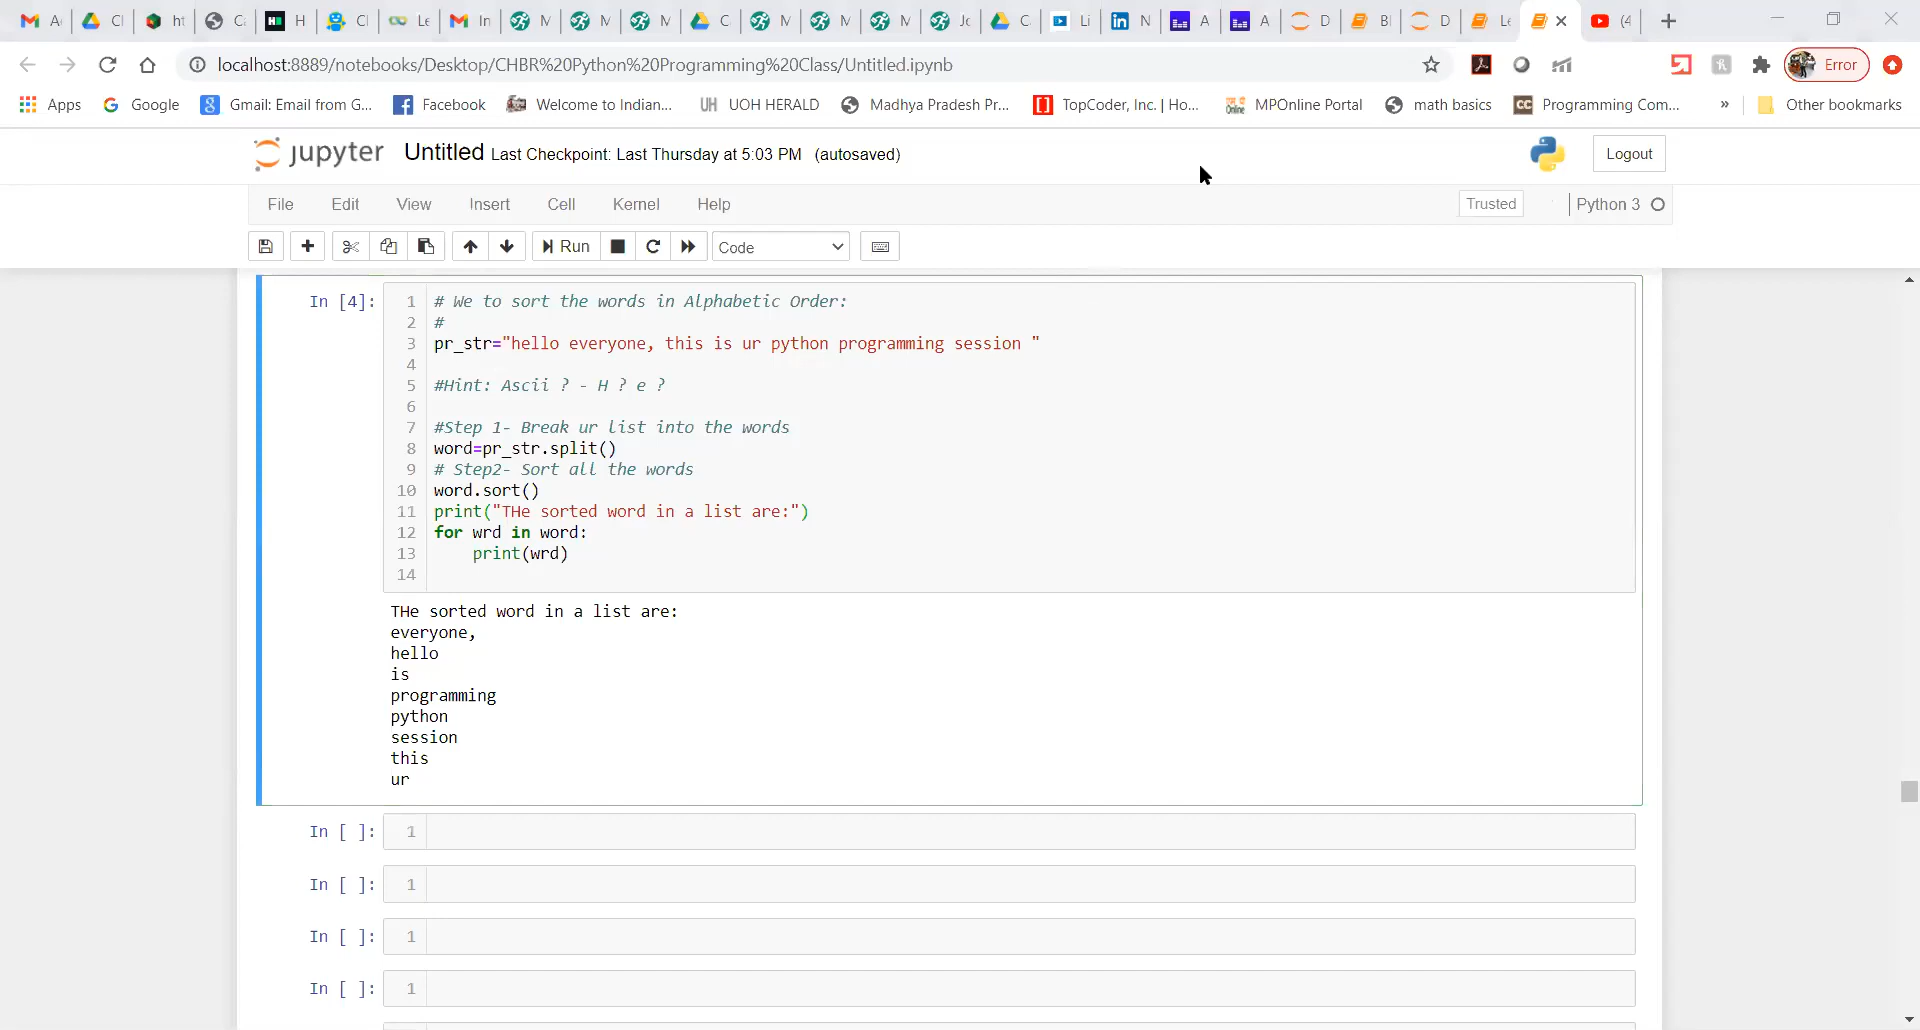 localhost:8889/notebooks/Desktop/CHBR%20Python%20Programming%20Class/Untitled.ipynb
Error
Apps
Google
Gmail: Email from G...
Facebook
Welcome to Indian...
UOH HERALD
Madhya Pradesh Pr...
TopCoder, Inc. | Ho...
MPOnline Portal
math basics
Programming Com...
»
Other bookmarks
jupyter Untitled Last Checkpoint: Last Thursday at 5:03 PM (autosaved)
Logout
File Edit View Insert Cell Kernel Help
Trusted
Python 3
Run
Code
In [4]:
1 # We to sort the words in Alphabetic Order:
2 #
3 pr_str="hello everyone, this is ur python programming session "
4
5 #Hint: Ascii ? - H ? e ?
6
7 #Step 1- Break ur list into the words
8 word=pr_str.split()
9 # Step2- Sort all the words
10 word.sort()
11 print("THe sorted word in a list are:")
12 for wrd in word:
13     print(wrd)
14
THe sorted word in a list are:
everyone,
hello
is
programming
python
session
this
ur
In [ ]: 1
In [ ]: 1
In [ ]: 1
In [ ]: 1